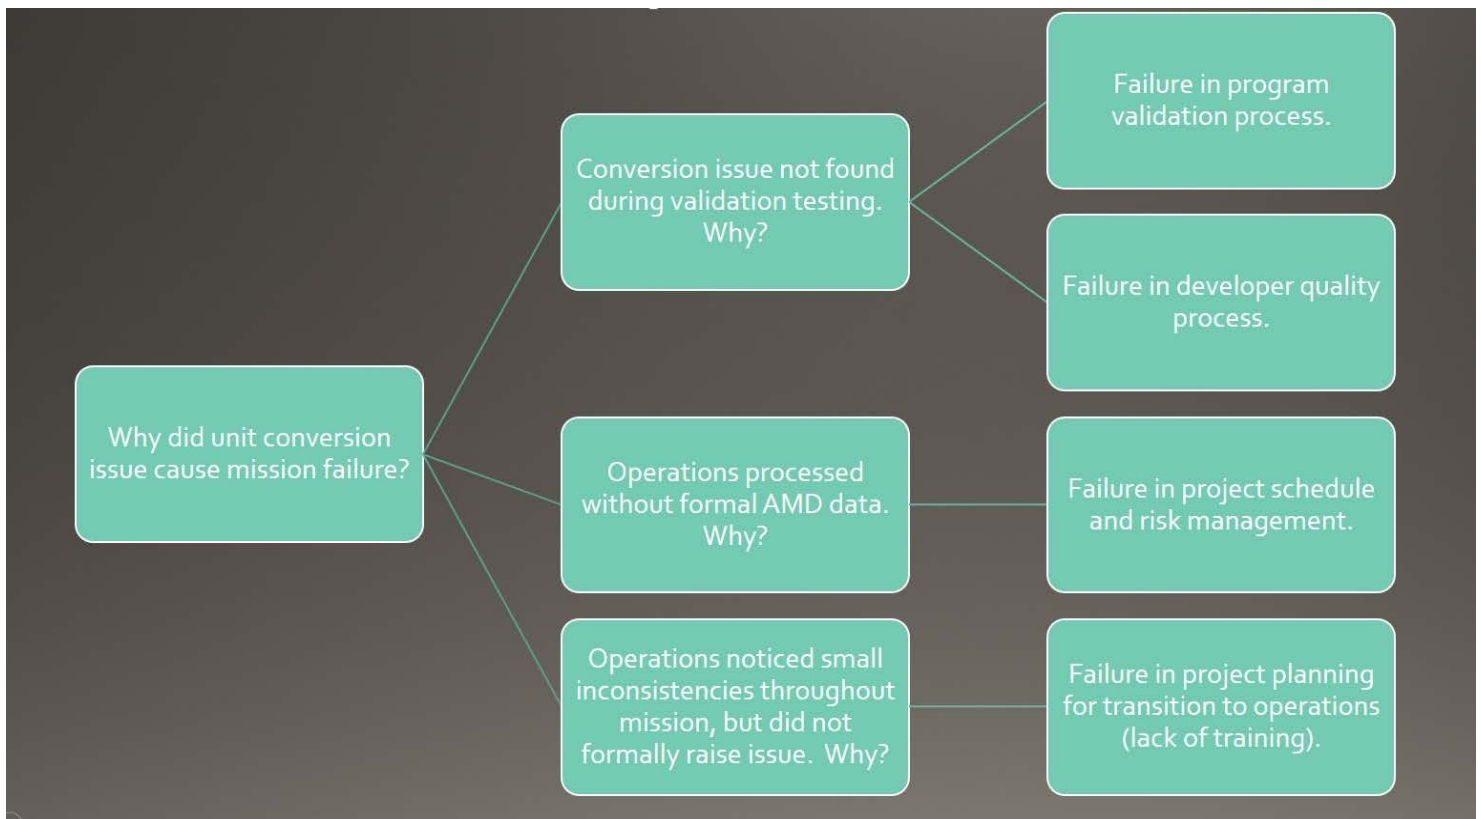 Failure in program
validation process.
Conversion issue not found
during validation testing.
Why?
Failure in developer quality
process.
Why did unit conversion
issue cause mission failure?
Operations processed
without formal AMD data.
Why?
Failure in project schedule
and risk management.
Operations noticed small
inconsistencies throughout
mission, but did not
formally raise issue.  Why?
Failure in project planning
for transition to operations
(lack of training).